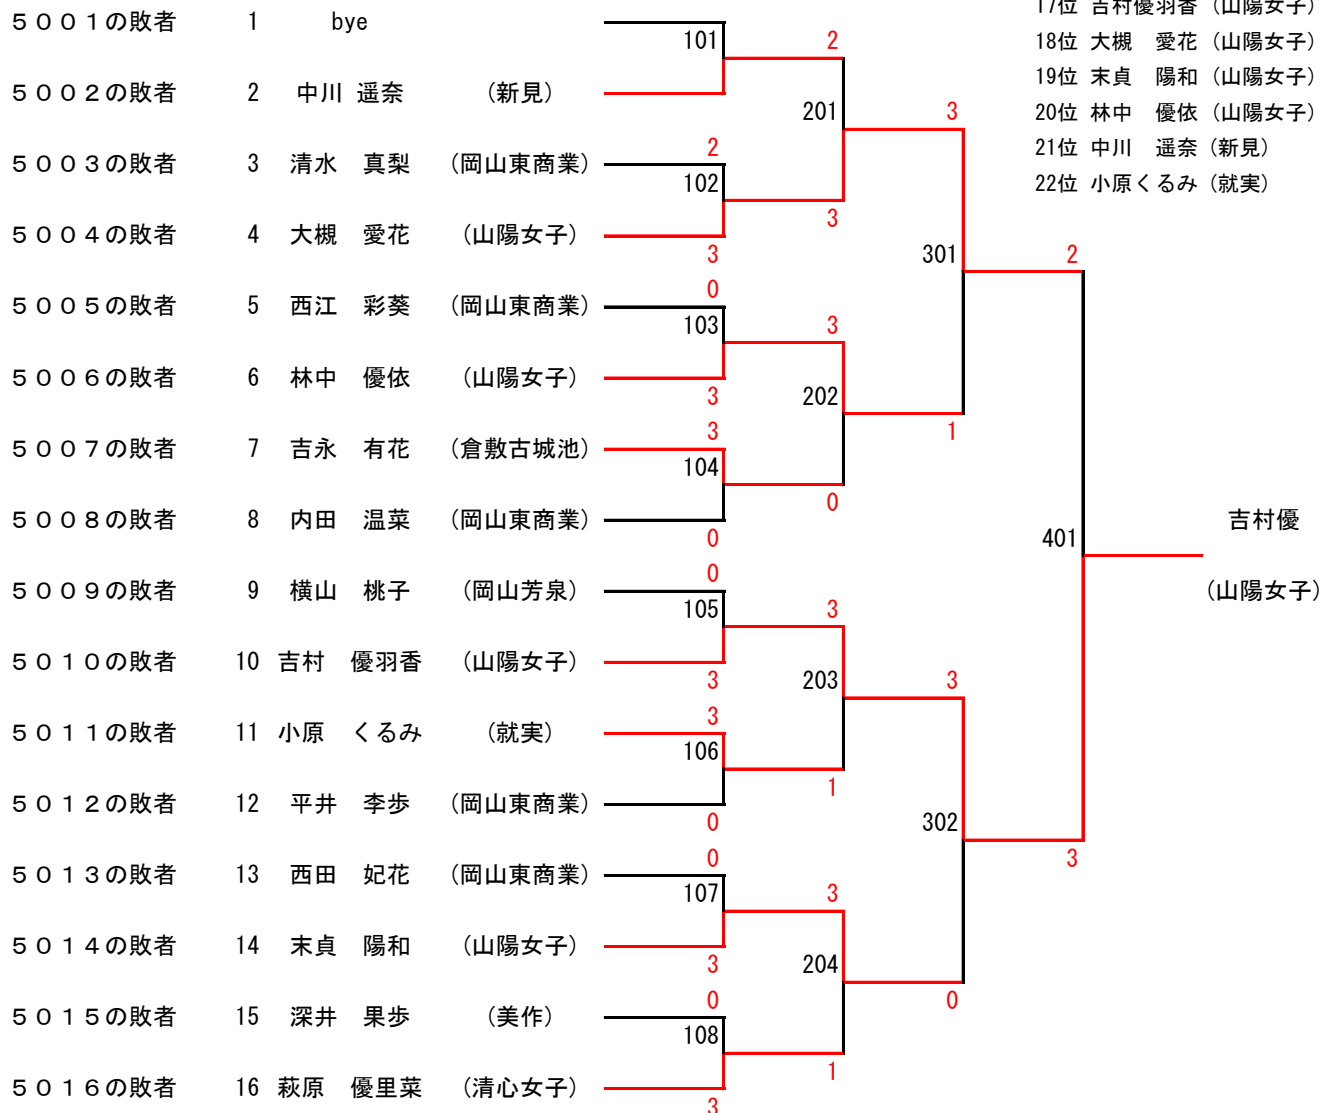 ５００１の敗者 1 bye
５００２の敗者 2 中川 遥奈 （新見）
５００３の敗者 3 清水　真梨 （岡山東商業）
５００４の敗者 4 大槻　愛花 （山陽女子）
５００５の敗者 5 西江　彩葵 （岡山東商業）
５００６の敗者 6 林中　優依 （山陽女子）
５００７の敗者 7 吉永　有花 （倉敷古城池）
５００８の敗者 8 内田　温菜 （岡山東商業）
５００９の敗者 9 横山　桃子 （岡山芳泉）
５０１０の敗者 10 吉村　優羽香 （山陽女子）
５０１１の敗者 11 小原　くるみ （就実）
５０１２の敗者 12 平井　李歩 （岡山東商業）
５０１３の敗者 13 西田　妃花 （岡山東商業）
５０１４の敗者 14 末貞　陽和 （山陽女子）
５０１５の敗者 15 深井　果歩 （美作）
５０１６の敗者 16 萩原　優里菜 （清心女子）
101
2
102
3
0
103
3
3
104
0
0
105
3
3
106
0
0
107
3
0
108
3
2
201
3
3
202
0
3
203
1
3
204
1
3
301
1
3
302
0
2
401
3
吉村優
（山陽女子）
17位 吉村優羽香（山陽女子）
18位 大槻　愛花（山陽女子）
19位 末貞　陽和（山陽女子）
20位 林中　優依（山陽女子）
21位 中川　遥奈（新見）
22位 小原くるみ（就実）